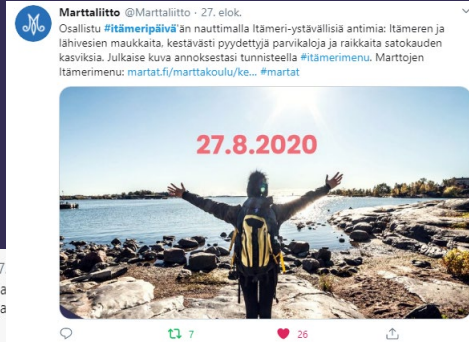 Marttaliitto @Marttaliitto · 27. elok.
Osallistu #itämeripäivä'än nauttimalla Itämeri-ystävällisiä antimia: Itämeren ja
lähivesien maukkaita, kestävästi pyydettyjä parvikaloja ja raikkaita satokauden
kasviksia. Julkaise kuva annoksestasi tunnisteella #itämerimenu. Marttojen
Itämerimenu: martat.fi/marttakoulu/ke... #martat
27.8.2020
7
26